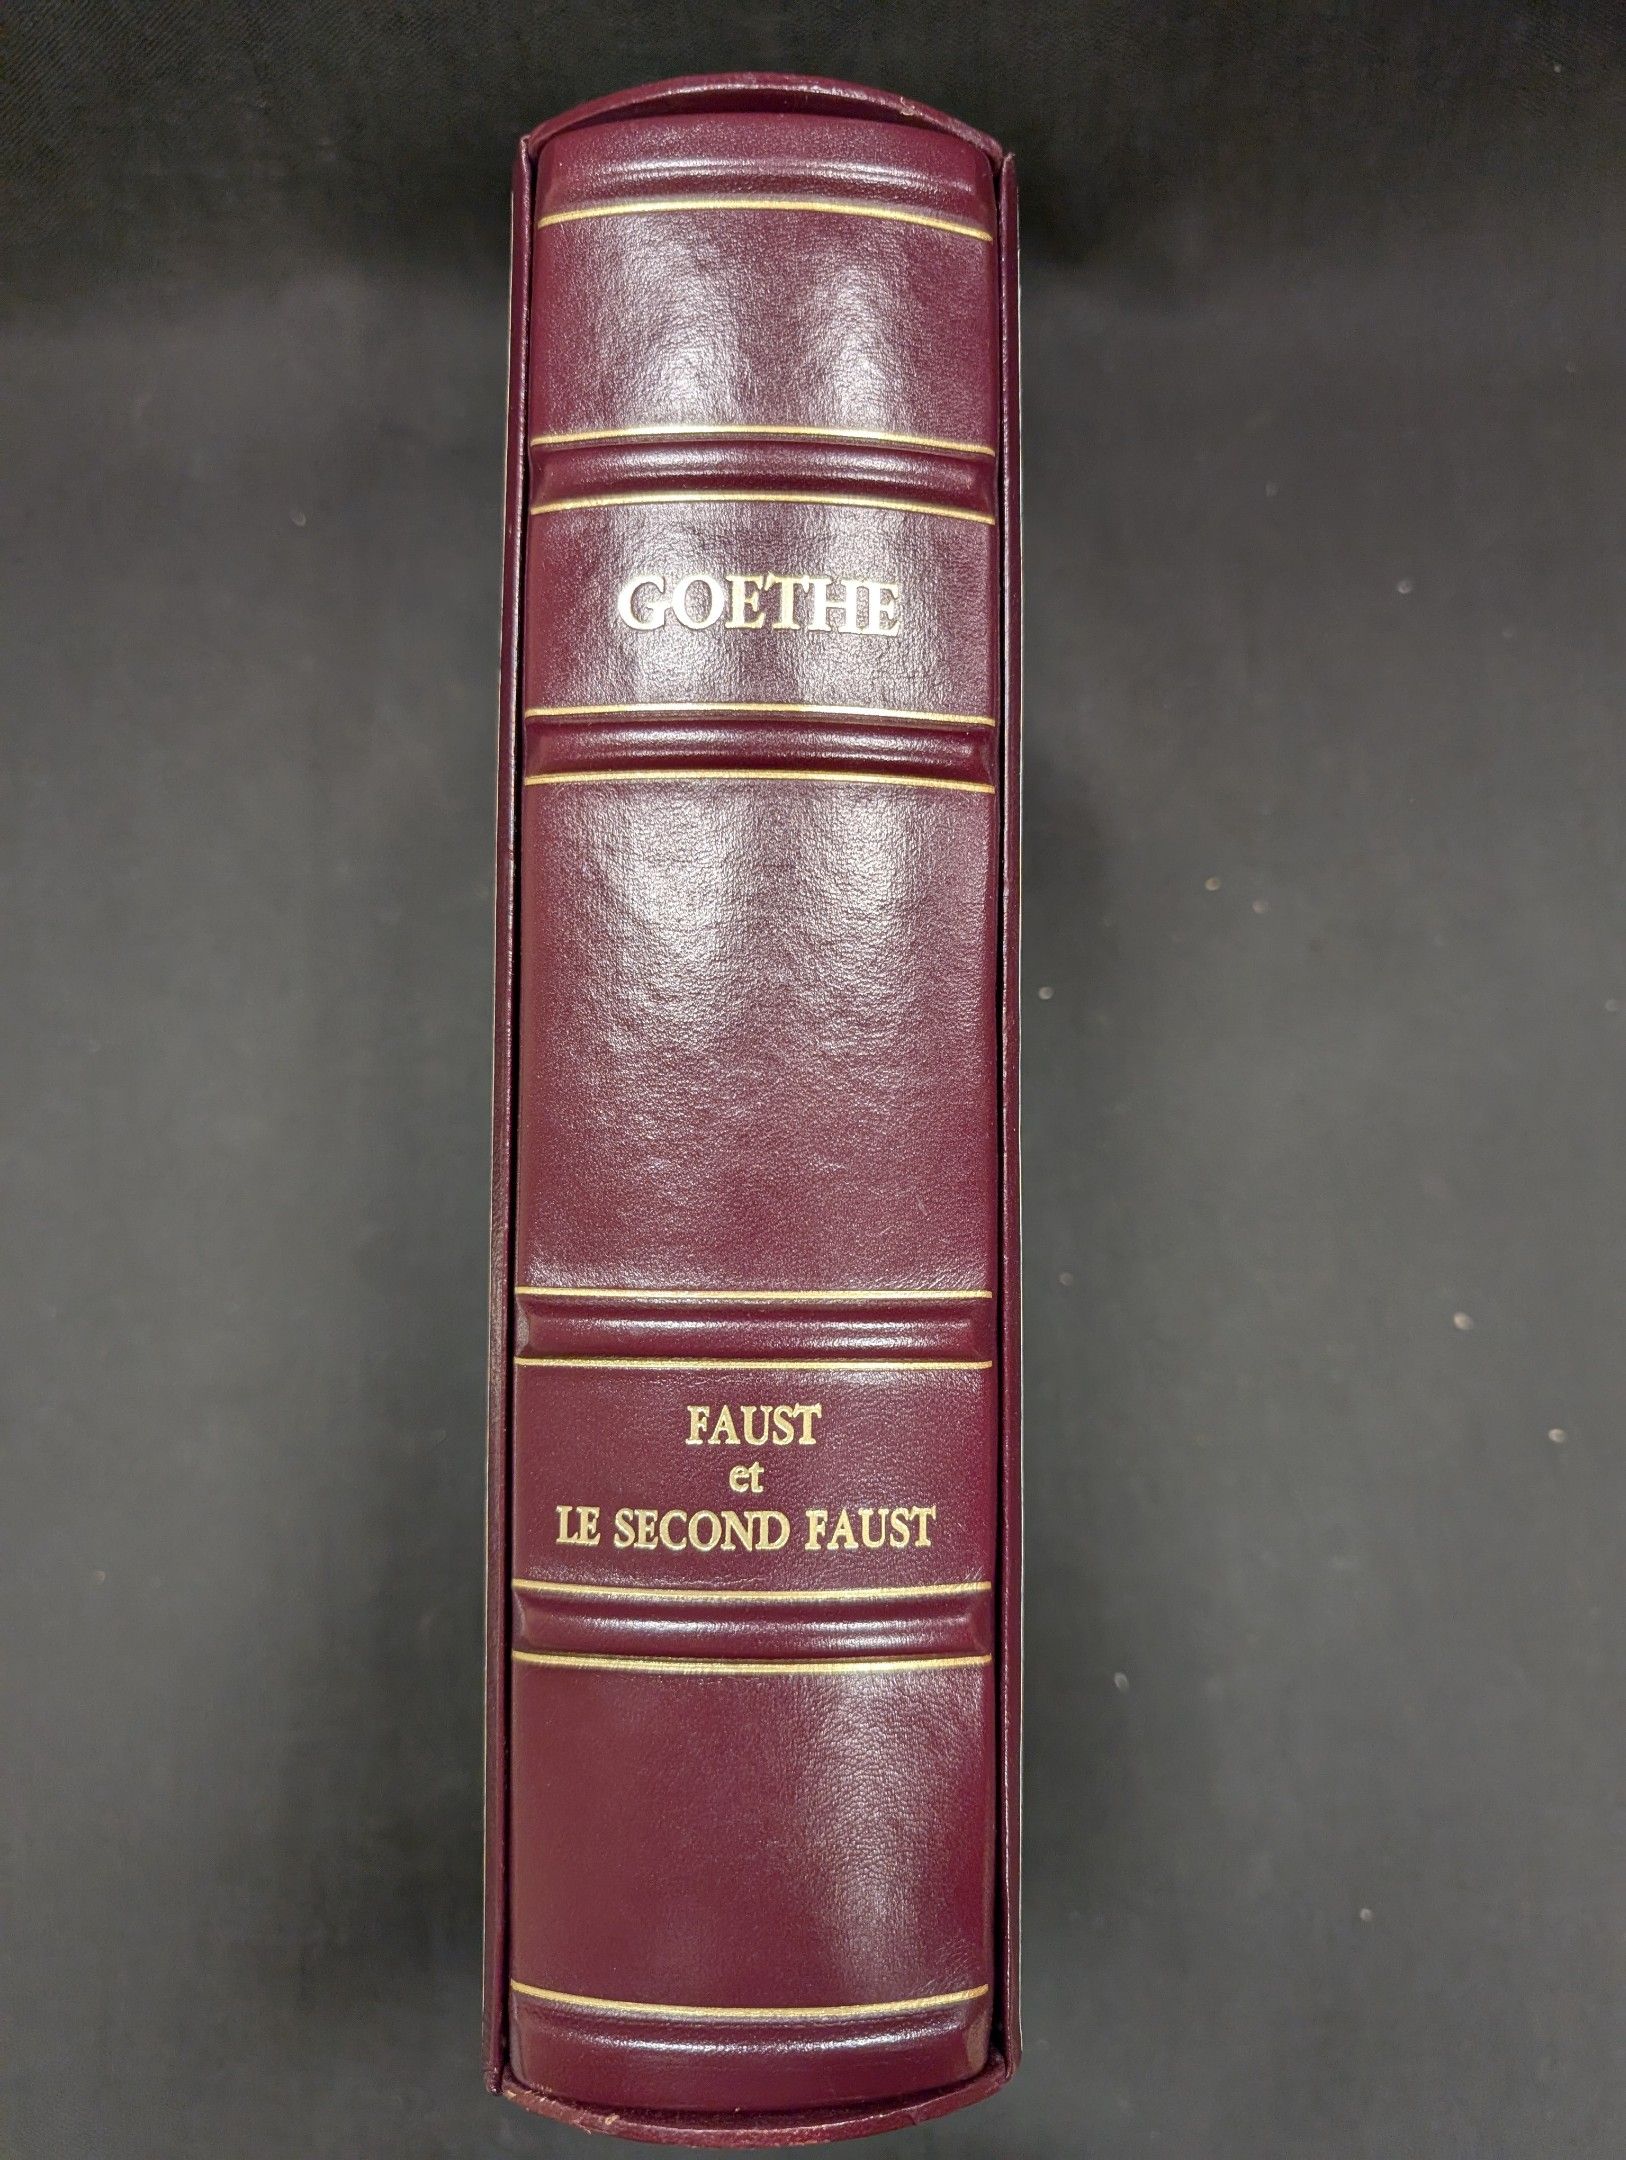 GOETHE
FAUST
et
LE SECOND FAUST